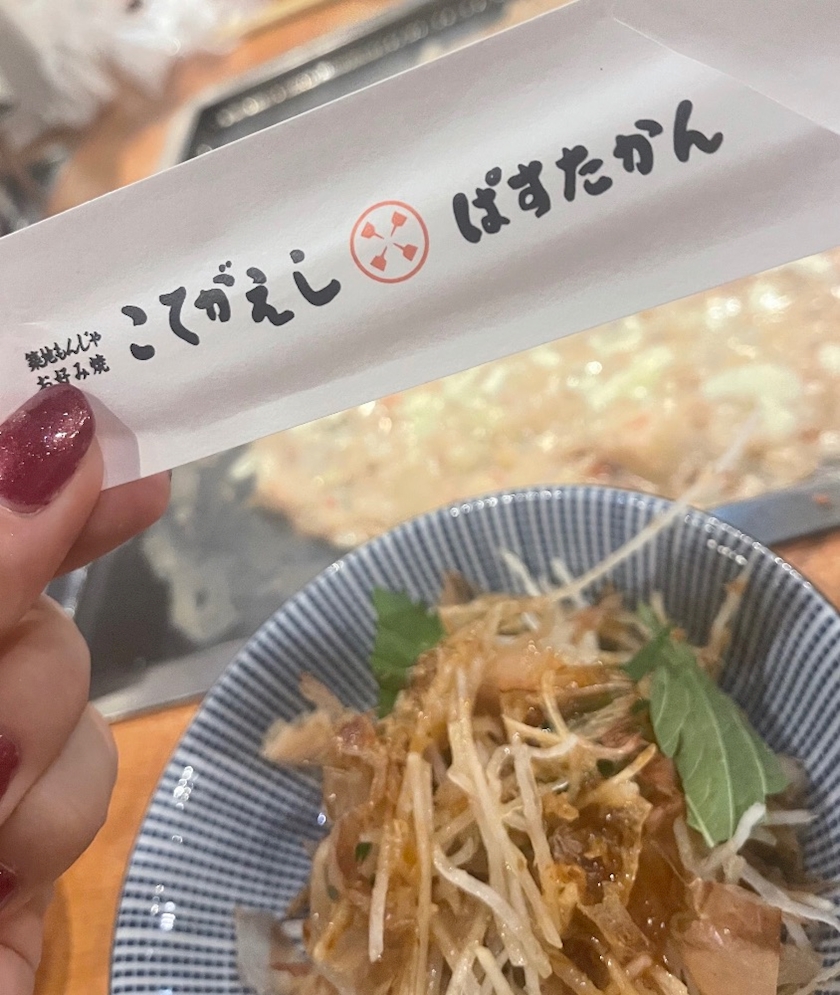 築地もんじゃ
お好み焼
こてがえし ぱすたかん